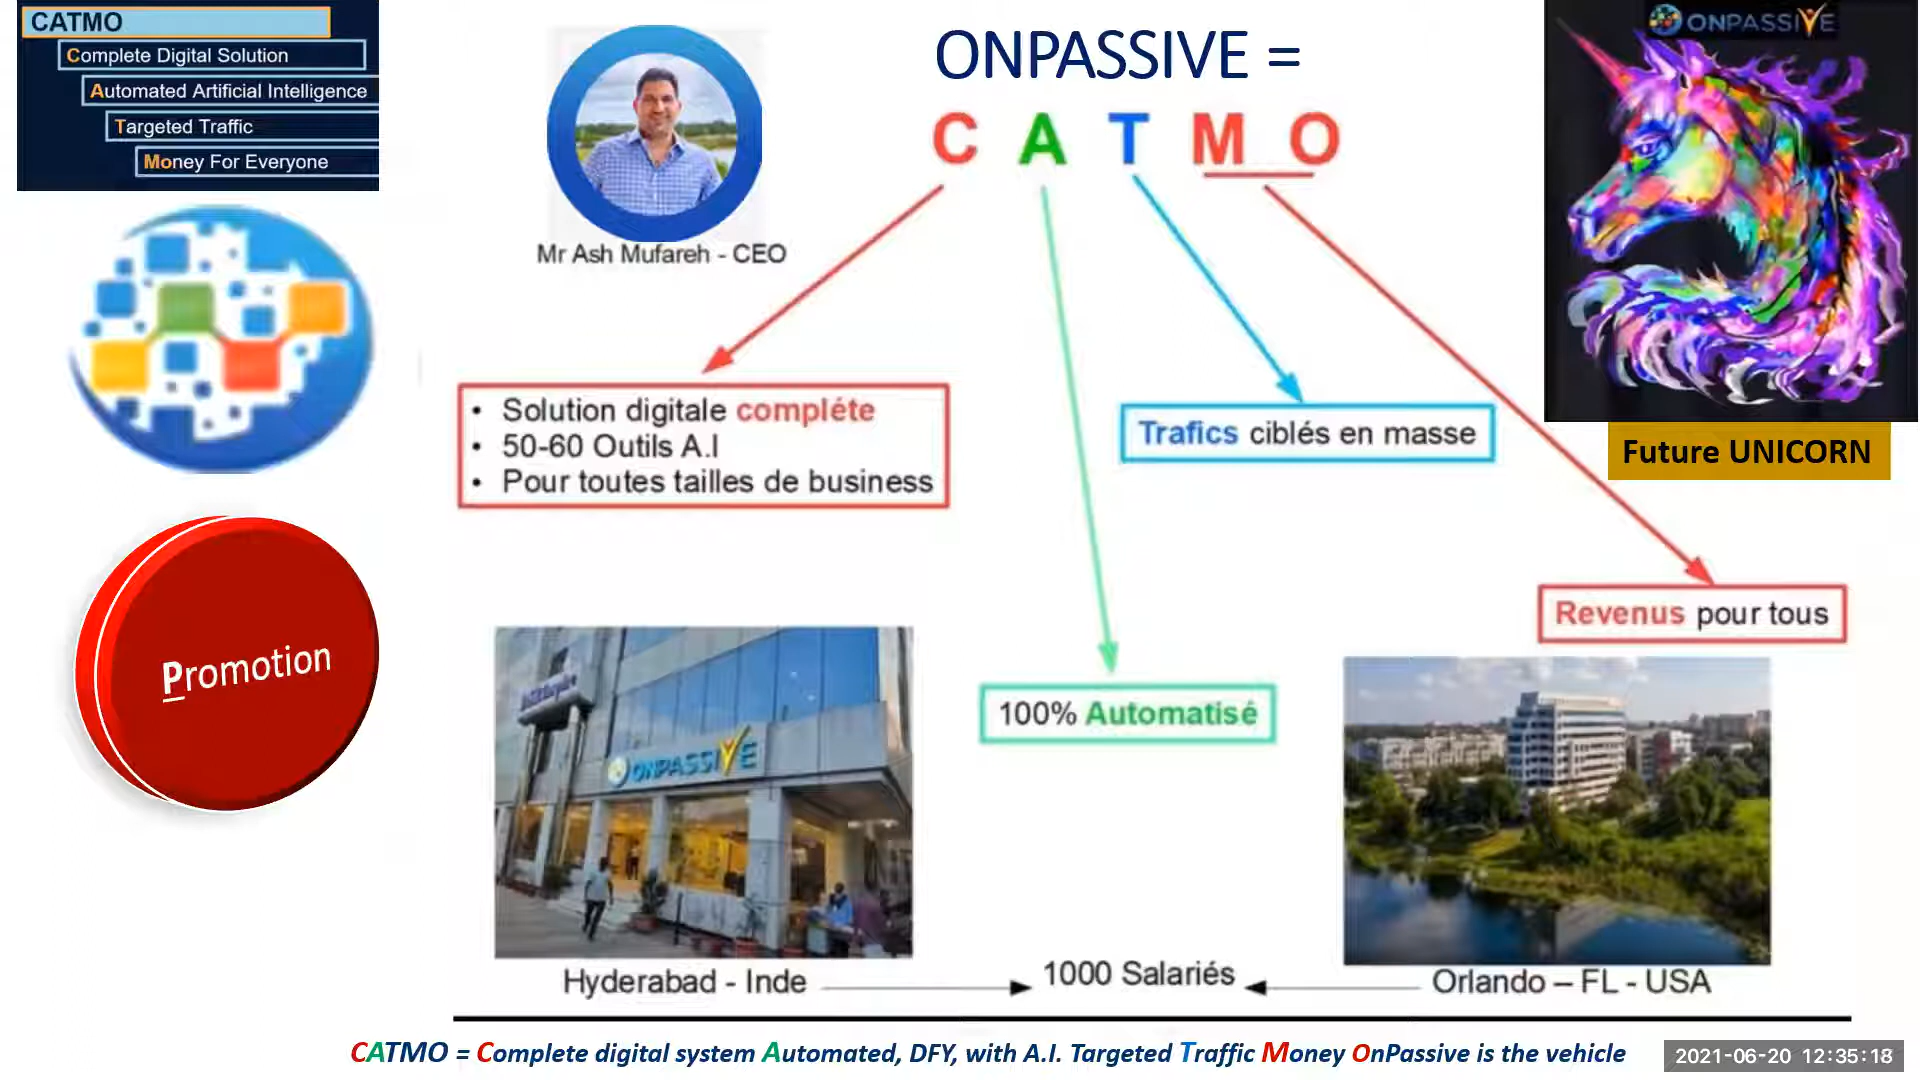 CATMO
Complete Digital Solution
Automated Artificial Intelligence
Targeted Traffic
Money For Everyone
Mr Ash Mufareh - CEO
ONPASSIVE =
C A T M O
ONPASSIVE
Future UNICORN
• Solution digitale compléte
• 50-60 Outils A.I
• Pour toutes tailles de business
Trafics ciblés en masse
Revenus pour tous
100% Automatisé
Promotion
ONPASSIVE
Hyderabad - Inde
1000 Salariés
Orlando – FL - USA
CATMO = Complete digital system Automated, DFY, with A.I. Targeted Traffic Money OnPassive is the vehicle
2021-06-20 12:35:18